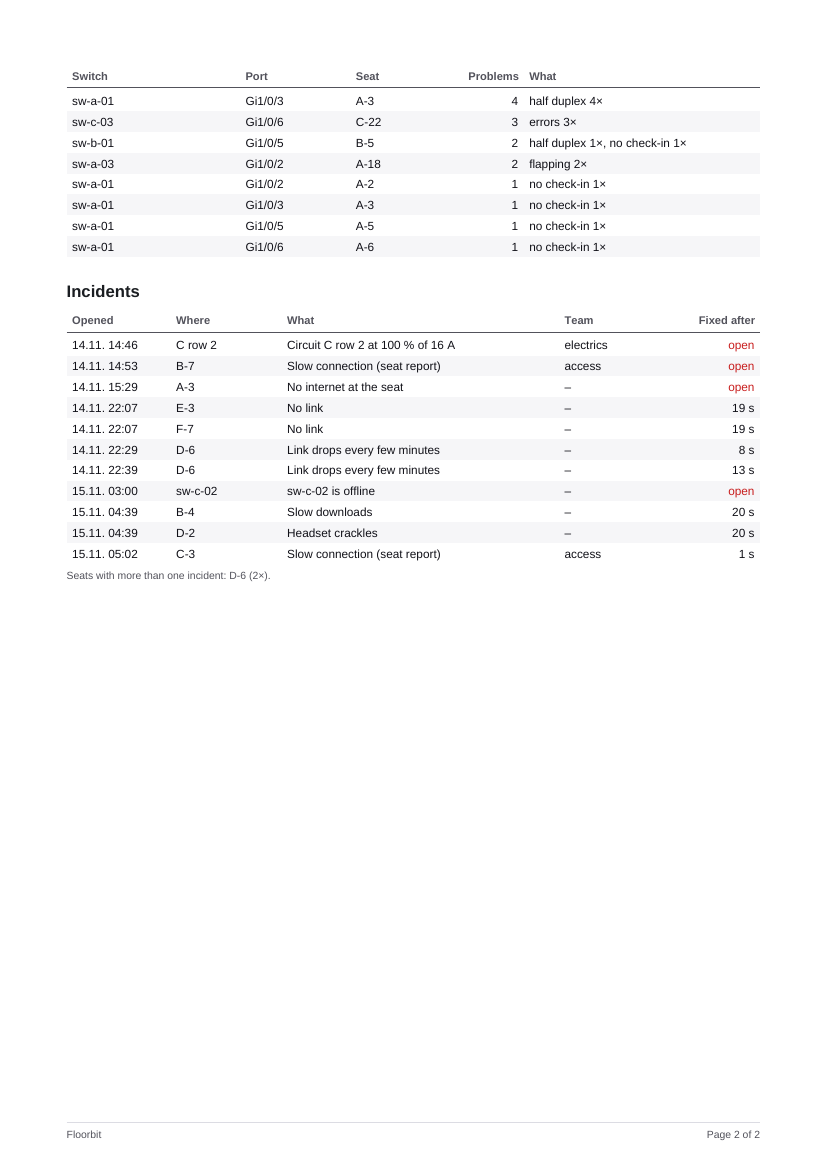 Switch Port Seat Problems What
sw-a-01 Gi1/0/3 A-3 4 half duplex 4×
sw-c-03 Gi1/0/6 C-22 3 errors 3×
sw-b-01 Gi1/0/5 B-5 2 half duplex 1×, no check-in 1×
sw-a-03 Gi1/0/2 A-18 2 flapping 2×
sw-a-01 Gi1/0/2 A-2 1 no check-in 1×
sw-a-01 Gi1/0/3 A-3 1 no check-in 1×
sw-a-01 Gi1/0/5 A-5 1 no check-in 1×
sw-a-01 Gi1/0/6 A-6 1 no check-in 1×
Incidents
Opened Where What Team Fixed after
14.11. 14:46 C row 2 Circuit C row 2 at 100 % of 16 A electrics open
14.11. 14:53 B-7 Slow connection (seat report) access open
14.11. 15:29 A-3 No internet at the seat – open
14.11. 22:07 E-3 No link – 19 s
14.11. 22:07 F-7 No link – 19 s
14.11. 22:29 D-6 Link drops every few minutes – 8 s
14.11. 22:39 D-6 Link drops every few minutes – 13 s
15.11. 03:00 sw-c-02 sw-c-02 is offline – open
15.11. 04:39 B-4 Slow downloads – 20 s
15.11. 04:39 D-2 Headset crackles – 20 s
15.11. 05:02 C-3 Slow connection (seat report) access 1 s
Seats with more than one incident: D-6 (2×).
Floorbit Page 2 of 2